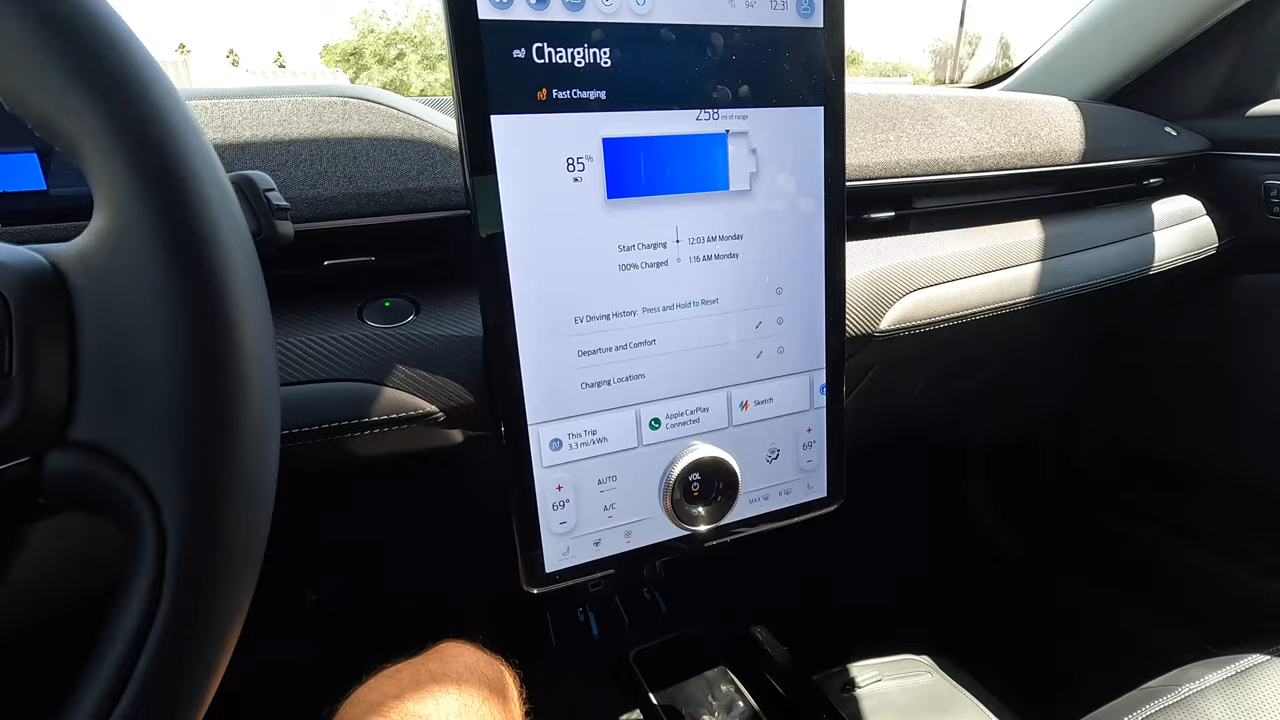 94° 12:31
Charging
Fast Charging
258 mi of range
85%
Start Charging 12:03 AM Monday
100% Charged 1:16 AM Monday
EV Driving History: Press and Hold to Reset
Departure and Comfort
Charging Locations
This Trip
3.3 mi/kWh
Apple CarPlay
Connected
Sketch
+ 69° −
AUTO
A/C
VOL
+ 69° −
MAX
R